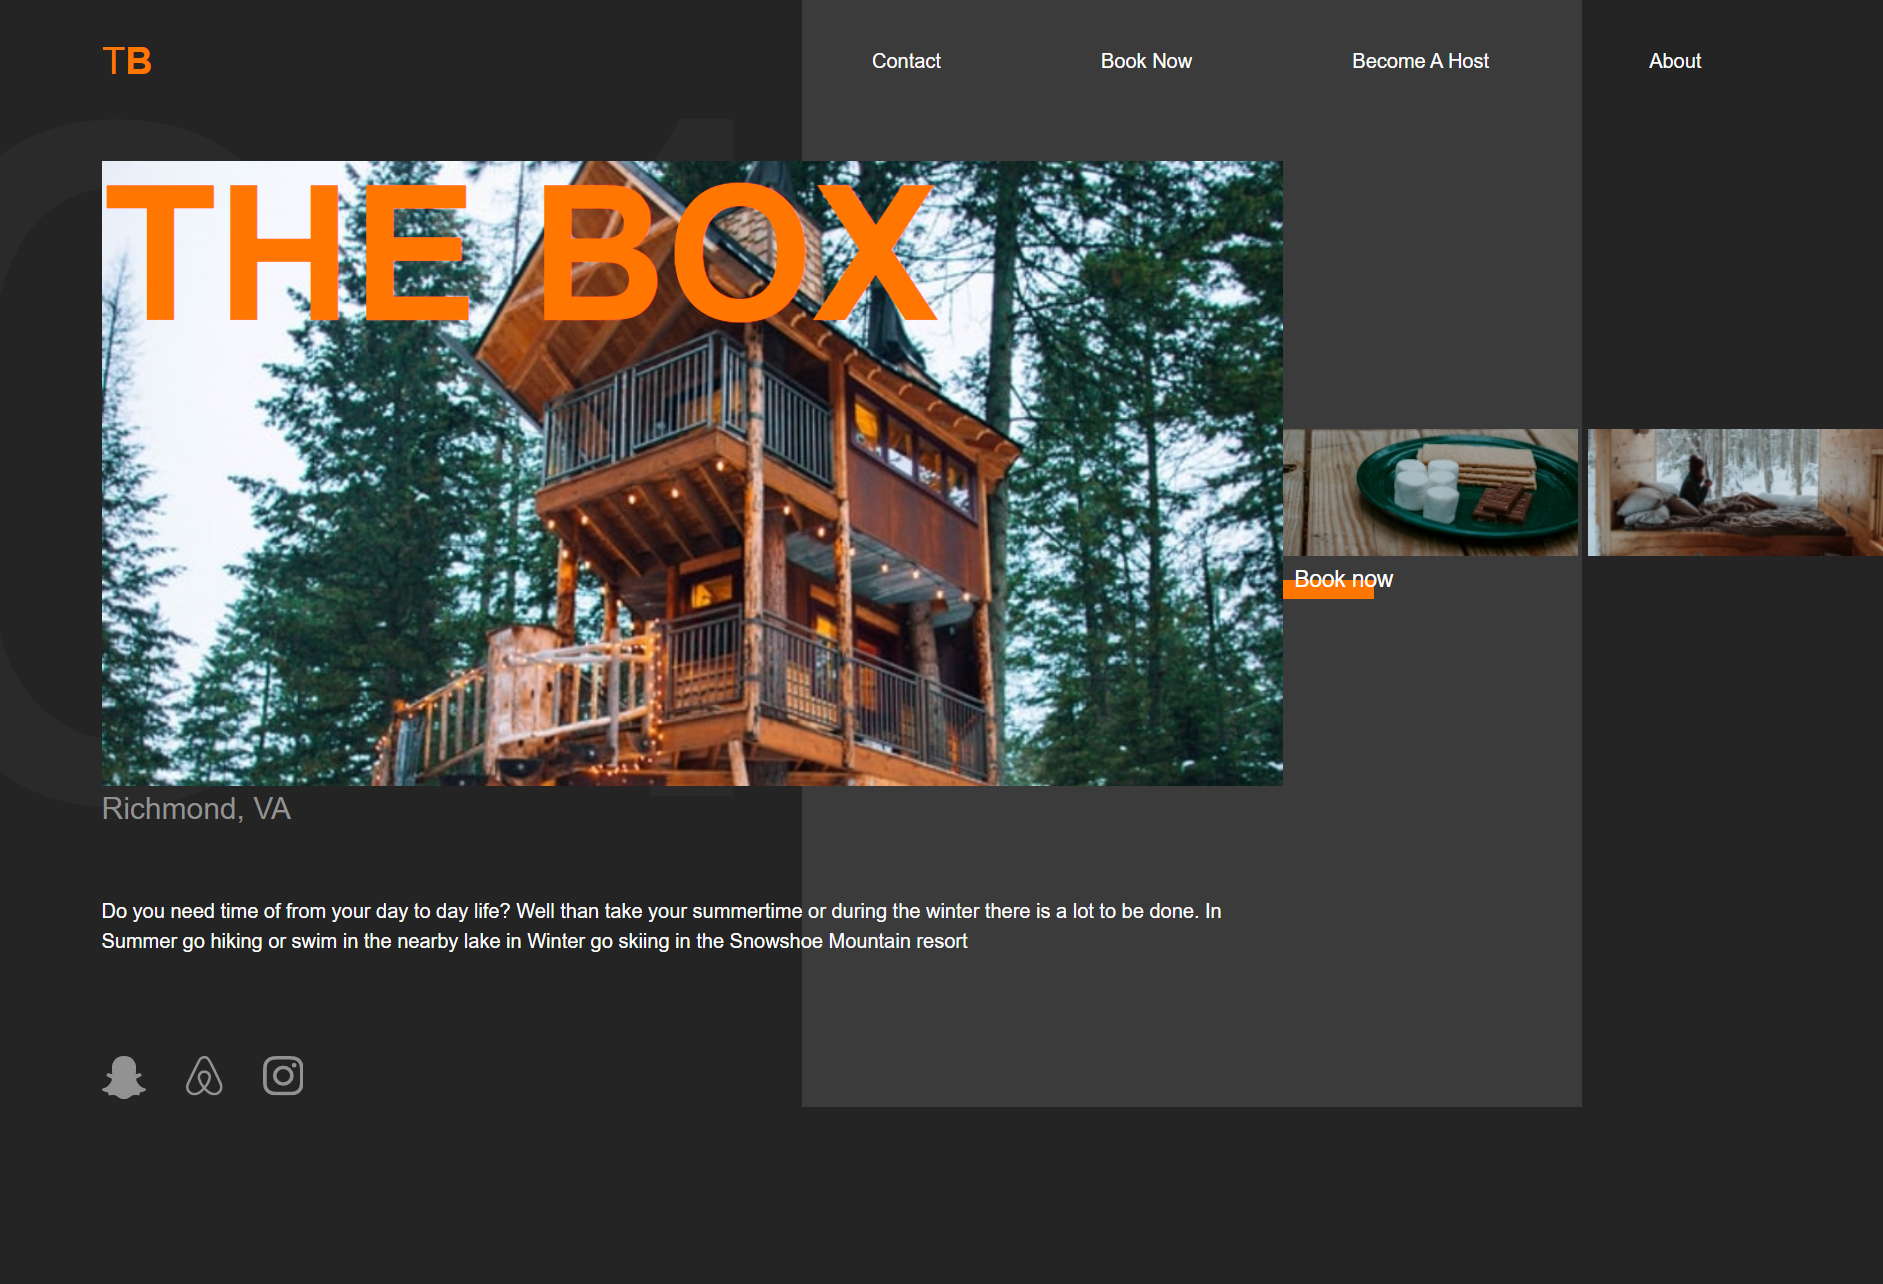 TB
Contact
Book Now
Become A Host
About
THE BOX
Book now
Richmond, VA
Do you need time of from your day to day life? Well than take your summertime or during the winter there is a lot to be done. In
Summer go hiking or swim in the nearby lake in Winter go skiing in the Snowshoe Mountain resort